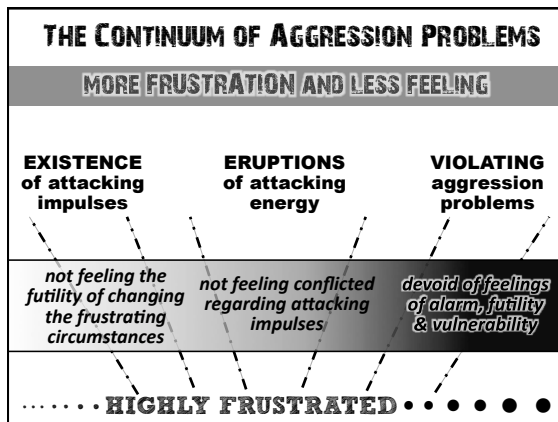 THE CONTINUUM OF AGGRESSION PROBLEMS
MORE FRUSTRATION AND LESS FEELING
EXISTENCE
of attacking
impulses
ERUPTIONS
of attacking
energy
VIOLATING
aggression
problems
not feeling the
futility of changing
the frustrating
circumstances
not feeling conflicted
regarding attacking
impulses
devoid of feelings
of alarm, futility
& vulnerability
HIGHLY FRUSTRATED